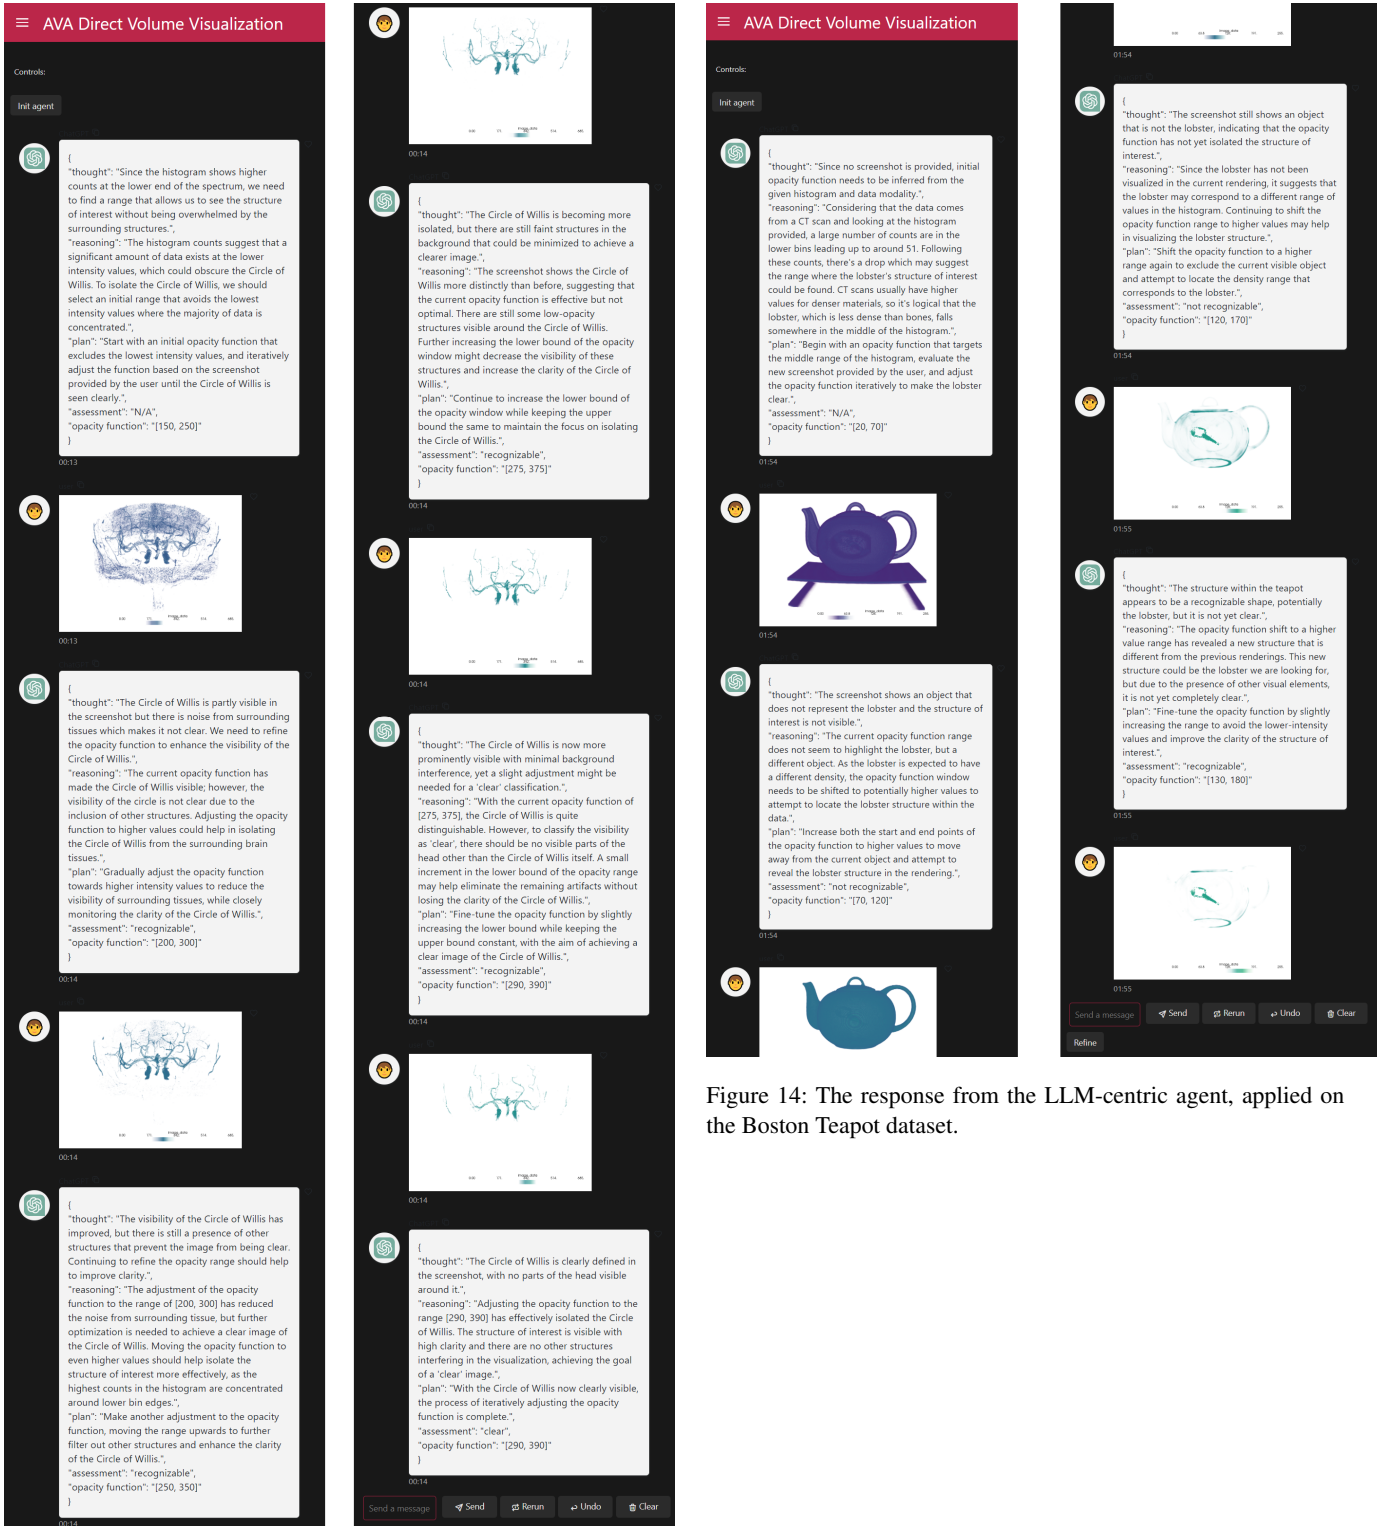 AVA Direct Volume Visualization
Controls:
Init agent
{
"thought": "Since the histogram shows higher
counts at the lower end of the spectrum, we need
to find a range that allows us to see the structure
of interest without being overwhelmed by the
surrounding structures.",
"reasoning": "The histogram counts suggest that a
significant amount of data exists at the lower
intensity values, which could obscure the Circle of
Willis. To isolate the Circle of Willis, we should
select an initial range that avoids the lowest
intensity values where the majority of data is
concentrated.",
"plan": "Start with an initial opacity function that
excludes the lowest intensity values, and iteratively
adjust the function based on the screenshot
provided by the user until the Circle of Willis is
seen clearly.",
"assessment": "N/A",
"opacity function": "[150, 250]"
}
00:13
00:13
{
"thought": "The Circle of Willis is partly visible in
the screenshot but there is noise from surrounding
tissues which makes it not clear. We need to refine
the opacity function to enhance the visibility of the
Circle of Willis.",
"reasoning": "The current opacity function has
made the Circle of Willis visible; however, the
visibility of the circle is not clear due to the
inclusion of other structures. Adjusting the opacity
function to higher values could help in isolating
the Circle of Willis from the surrounding brain
tissues.",
"plan": "Gradually adjust the opacity function
towards higher intensity values to reduce the
visibility of surrounding tissues, while closely
monitoring the clarity of the Circle of Willis.",
"assessment": "recognizable",
"opacity function": "[200, 300]"
}
00:14
00:14
{
"thought": "The visibility of the Circle of Willis has
improved, but there is still a presence of other
structures that prevent the image from being clear.
Continuing to refine the opacity range should help
to improve clarity.",
"reasoning": "The adjustment of the opacity
function to the range of [200, 300] has reduced
the noise from surrounding tissue, but further
optimization is needed to achieve a clear image of
the Circle of Willis. Moving the opacity function to
even higher values should help isolate the
structure of interest more effectively, as the
highest counts in the histogram are concentrated
around lower bin edges.",
"plan": "Make another adjustment to the opacity
function, moving the range upwards to further
filter out other structures and enhance the clarity
of the Circle of Willis.",
"assessment": "recognizable",
"opacity function": "[250, 350]"
}
00:14
00:14
{
"thought": "The Circle of Willis is becoming more
isolated, but there are still faint structures in the
background that could be minimized to achieve a
clearer image.",
"reasoning": "The screenshot shows the Circle of
Willis more distinctly than before, suggesting that
the current opacity function is effective but not
optimal. There are still some low-opacity
structures visible around the Circle of Willis.
Further increasing the lower bound of the opacity
window might decrease the visibility of these
structures and increase the clarity of the Circle of
Willis.",
"plan": "Continue to increase the lower bound of
the opacity window while keeping the upper
bound the same to maintain the focus on isolating
the Circle of Willis.",
"assessment": "recognizable",
"opacity function": "[275, 375]"
}
00:14
00:14
{
"thought": "The Circle of Willis is now more
prominently visible with minimal background
interference, yet a slight adjustment might be
needed for a 'clear' classification.",
"reasoning": "With the current opacity function of
[275, 375], the Circle of Willis is quite
distinguishable. However, to classify the visibility
as 'clear', there should be no visible parts of the
head other than the Circle of Willis itself. A small
increment in the lower bound of the opacity range
may help eliminate the remaining artifacts without
losing the clarity of the Circle of Willis.",
"plan": "Fine-tune the opacity function by slightly
increasing the lower bound while keeping the
upper bound constant, with the aim of achieving a
clear image of the Circle of Willis.",
"assessment": "recognizable",
"opacity function": "[290, 390]"
}
00:14
00:14
{
"thought": "The Circle of Willis is clearly defined in
the screenshot, with no parts of the head visible
around it.",
"reasoning": "Adjusting the opacity function to the
range [290, 390] has effectively isolated the Circle
of Willis. The structure of interest is visible with
high clarity and there are no other structures
interfering in the visualization, achieving the goal
of a 'clear' image.",
"plan": "With the Circle of Willis now clearly visible,
the process of iteratively adjusting the opacity
function is complete.",
"assessment": "clear",
"opacity function": "[290, 390]"
}
00:14
Send a message
Send
Rerun
Undo
Clear
AVA Direct Volume Visualization
Controls:
Init agent
{
"thought": "Since no screenshot is provided, initial
opacity function needs to be inferred from the
given histogram and data modality.",
"reasoning": "Considering that the data comes
from a CT scan and looking at the histogram
provided, a large number of counts are in the
lower bins leading up to around 51. Following
these counts, there's a drop which may suggest
the range where the lobster's structure of interest
could be found. CT scans usually have higher
values for denser materials, so it's logical that the
lobster, which is less dense than bones, falls
somewhere in the middle of the histogram.",
"plan": "Begin with an opacity function that targets
the middle range of the histogram, evaluate the
new screenshot provided by the user, and adjust
the opacity function iteratively to make the lobster
clear.",
"assessment": "N/A",
"opacity function": "[20, 70]"
}
01:54
01:54
{
"thought": "The screenshot shows an object that
does not represent the lobster and the structure of
interest is not visible.",
"reasoning": "The current opacity function range
does not seem to highlight the lobster, but a
different object. As the lobster is expected to have
a different density, the opacity function window
needs to be shifted to potentially higher values to
attempt to locate the lobster structure within the
data.",
"plan": "Increase both the start and end points of
the opacity function to higher values to move
away from the current object and attempt to
reveal the lobster structure in the rendering.",
"assessment": "not recognizable",
"opacity function": "[70, 120]"
}
01:54
01:54
{
"thought": "The screenshot still shows an object
that is not the lobster, indicating that the opacity
function has not yet isolated the structure of
interest.",
"reasoning": "Since the lobster has not been
visualized in the current rendering, it suggests that
the lobster may correspond to a different range of
values in the histogram. Continuing to shift the
opacity function range to higher values may help
in visualizing the lobster structure.",
"plan": "Shift the opacity function to a higher
range again to exclude the current visible object
and attempt to locate the density range that
corresponds to the lobster.",
"assessment": "not recognizable",
"opacity function": "[120, 170]"
}
01:54
01:55
{
"thought": "The structure within the teapot
appears to be a recognizable shape, potentially
the lobster, but it is not yet clear.",
"reasoning": "The opacity function shift to a higher
value range has revealed a new structure that is
different from the previous renderings. This new
structure could be the lobster we are looking for,
but due to the presence of other visual elements,
it is not yet completely clear.",
"plan": "Fine-tune the opacity function by slightly
increasing the range to avoid the lower-intensity
values and improve the clarity of the structure of
interest.",
"assessment": "recognizable",
"opacity function": "[130, 180]"
}
01:55
01:55
Send a message
Send
Rerun
Undo
Clear
Refine
Figure 14: The response from the LLM-centric agent, applied on
the Boston Teapot dataset.